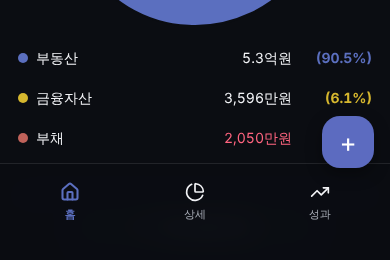 부동산 5.3억원 (90.5%)
금융자산 3,596만원 (6.1%)
부채 2,050만원
+
홈 상세 성과